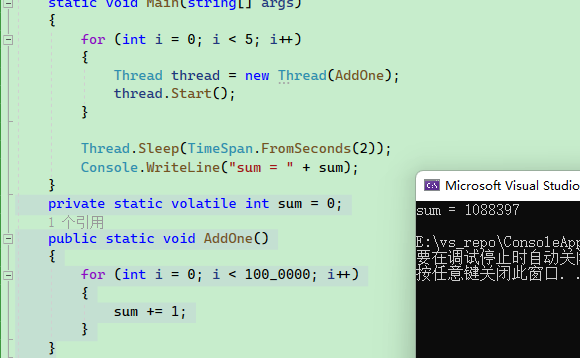 static void Main(string[] args)
{
for (int i = 0; i < 5; i++)
{
Thread thread = new Thread(AddOne);
thread.Start();
}
Thread.Sleep(TimeSpan.FromSeconds(2));
Console.WriteLine("sum = " + sum);
}
private static volatile int sum = 0;
1 个引用
public static void AddOne()
{
for (int i = 0; i < 100_0000; i++)
{
sum += 1;
}
}
Microsoft Visual Studio
sum = 1088397
E:\vs_repo\ConsoleApp
要在调试停止时自动关闭
按任意键关闭此窗口. .